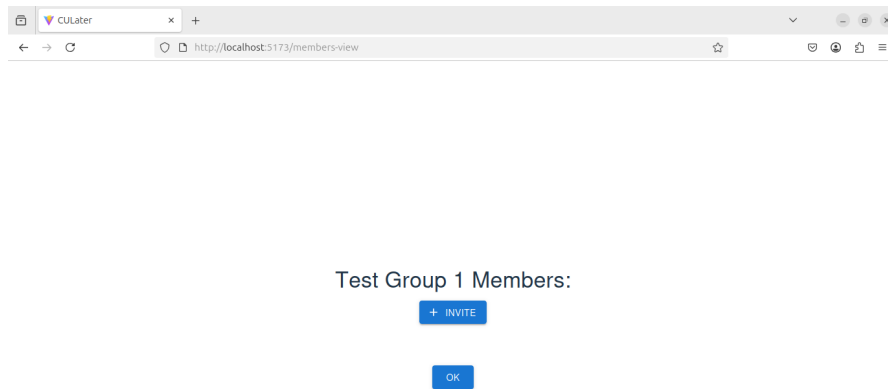 CULater
http://localhost:5173/members-view
Test Group 1 Members:
+ INVITE
OK